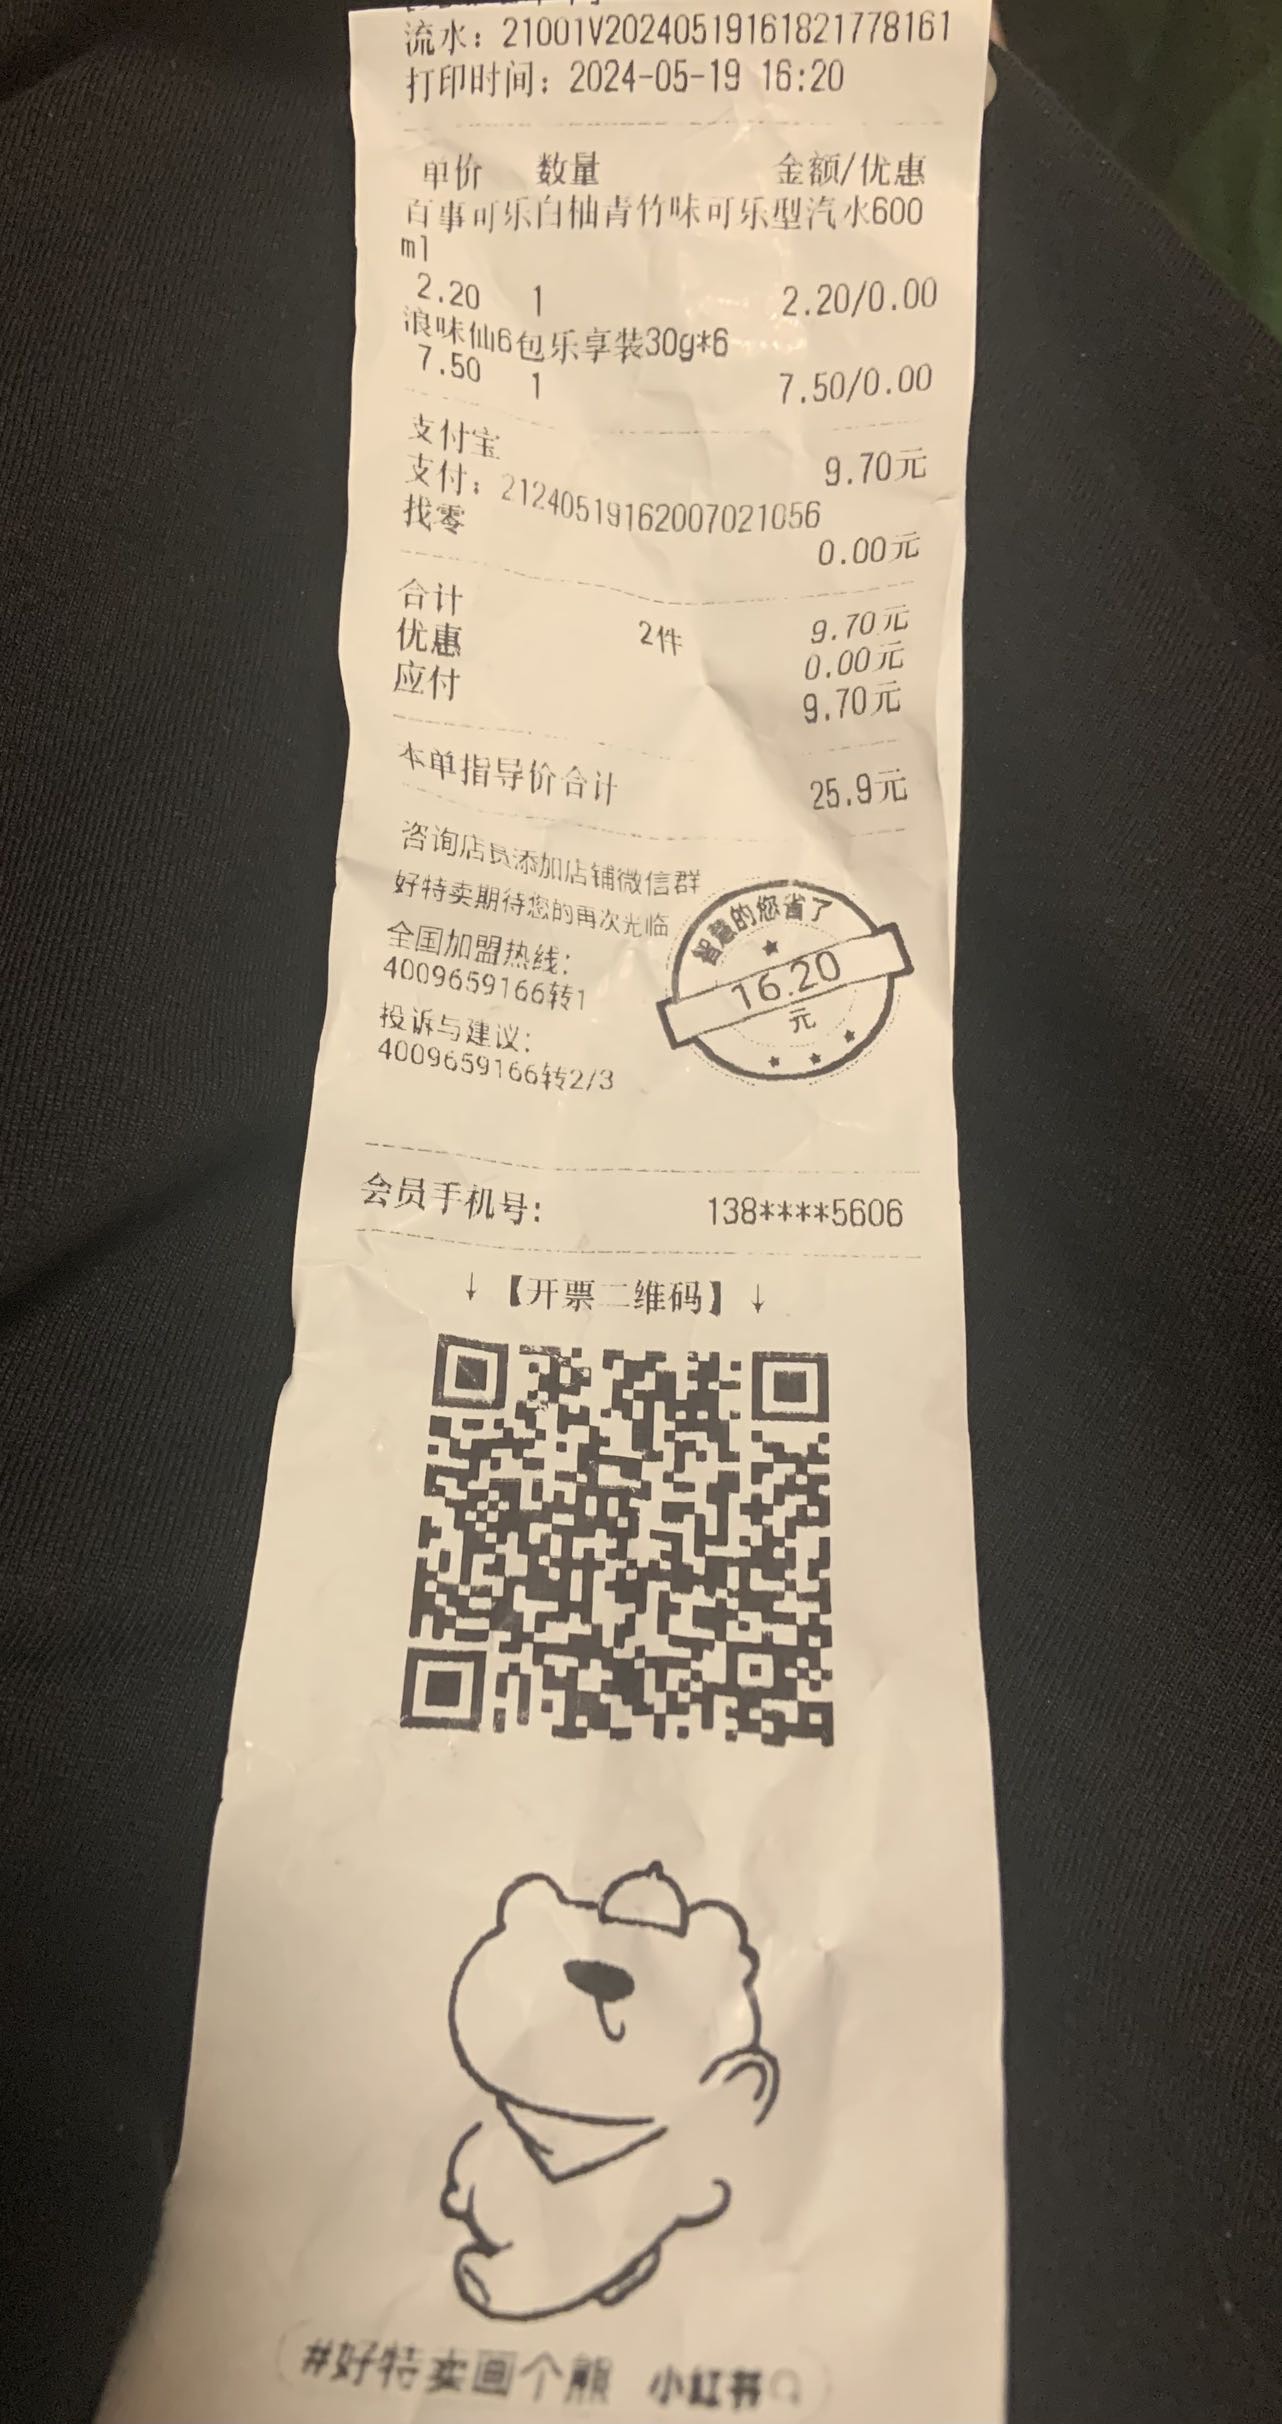 流水：21001V20240519161821778161
打印时间：2024-05-19 16:20
单价 数量 金额/优惠
百事可乐白柚青竹味可乐型汽水600
ml
2.20 1 2.20/0.00
浪味仙6包乐享装30g*6
7.50 1 7.50/0.00
支付宝 9.70元
支付：2124051916200702105​6
找零 0.00元
合计 2件 9.70元
优惠 0.00元
应付 9.70元
本单指导价合计 25.9元
咨询店员添加店铺微信群
好特卖期待您的再次光临
全国加盟热线：
4009659166转1
投诉与建议：
4009659166转2/3
智慧的您省了
16.20
元
会员手机号： 138****5606
↓【开票二维码】↓
#好特卖画个熊 小红书